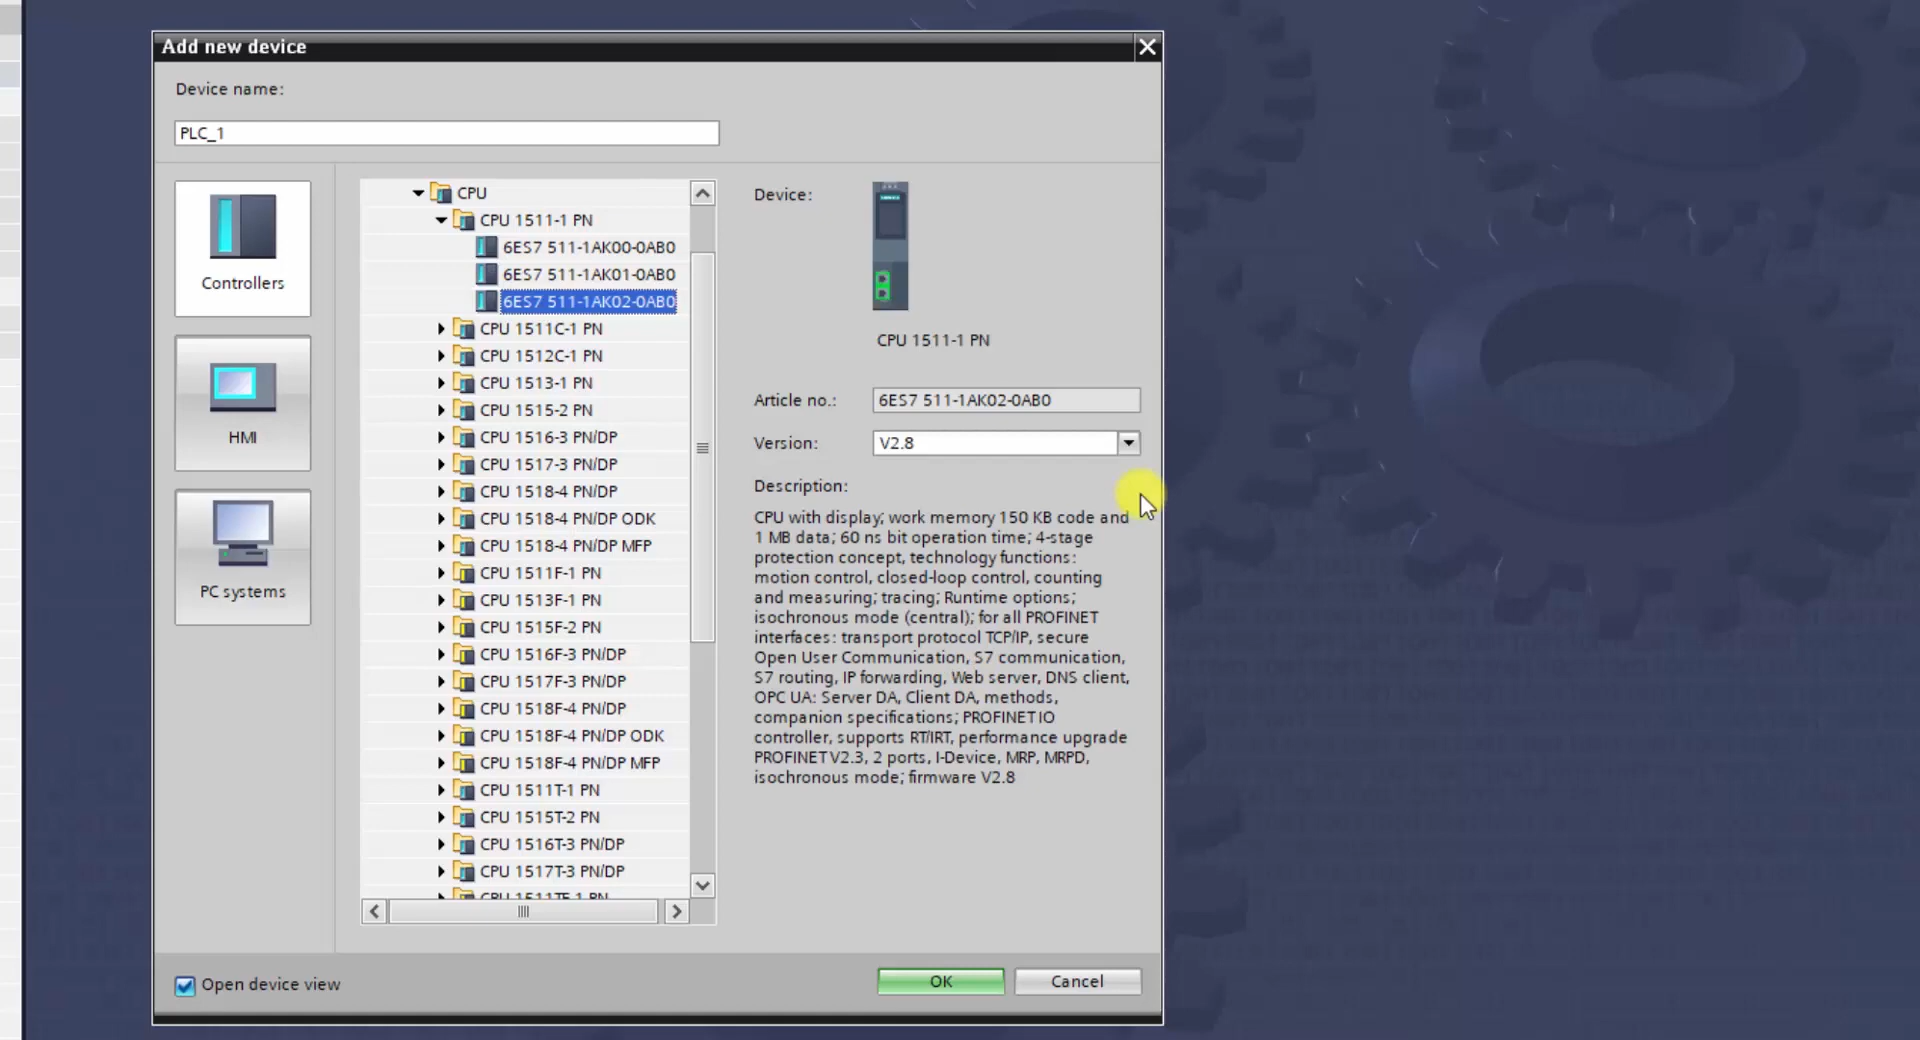 Add new device
Device name:
PLC_1
Controllers
HMI
PC systems
CPU
CPU 1511-1 PN
6ES7 511-1AK00-0AB0
6ES7 511-1AK01-0AB0
6ES7 511-1AK02-0AB0
CPU 1511C-1 PN
CPU 1512C-1 PN
CPU 1513-1 PN
CPU 1515-2 PN
CPU 1516-3 PN/DP
CPU 1517-3 PN/DP
CPU 1518-4 PN/DP
CPU 1518-4 PN/DP ODK
CPU 1518-4 PN/DP MFP
CPU 1511F-1 PN
CPU 1513F-1 PN
CPU 1515F-2 PN
CPU 1516F-3 PN/DP
CPU 1517F-3 PN/DP
CPU 1518F-4 PN/DP
CPU 1518F-4 PN/DP ODK
CPU 1518F-4 PN/DP MFP
CPU 1511T-1 PN
CPU 1515T-2 PN
CPU 1516T-3 PN/DP
CPU 1517T-3 PN/DP
CPU 1511TF-1 PN
Device:
CPU 1511-1 PN
Article no.: 6ES7 511-1AK02-0AB0
Version: V2.8
Description:
CPU with display; work memory 150 KB code and
1 MB data; 60 ns bit operation time; 4-stage
protection concept, technology functions:
motion control, closed-loop control, counting
and measuring; tracing; Runtime options;
isochronous mode (central); for all PROFINET
interfaces: transport protocol TCP/IP, secure
Open User Communication, S7 communication,
S7 routing, IP forwarding, Web server, DNS client,
OPC UA: Server DA, Client DA, methods,
companion specifications; PROFINET IO
controller, supports RT/IRT, performance upgrade
PROFINET V2.3, 2 ports, I-Device, MRP, MRPD,
isochronous mode; firmware V2.8
Open device view
OK
Cancel